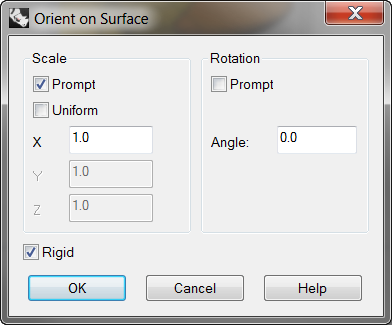 Orient on Surface
Scale
Prompt
Uniform
X 1.0
Y 1.0
Z 1.0
Rotation
Prompt
Angle: 0.0
Rigid
OK Cancel Help